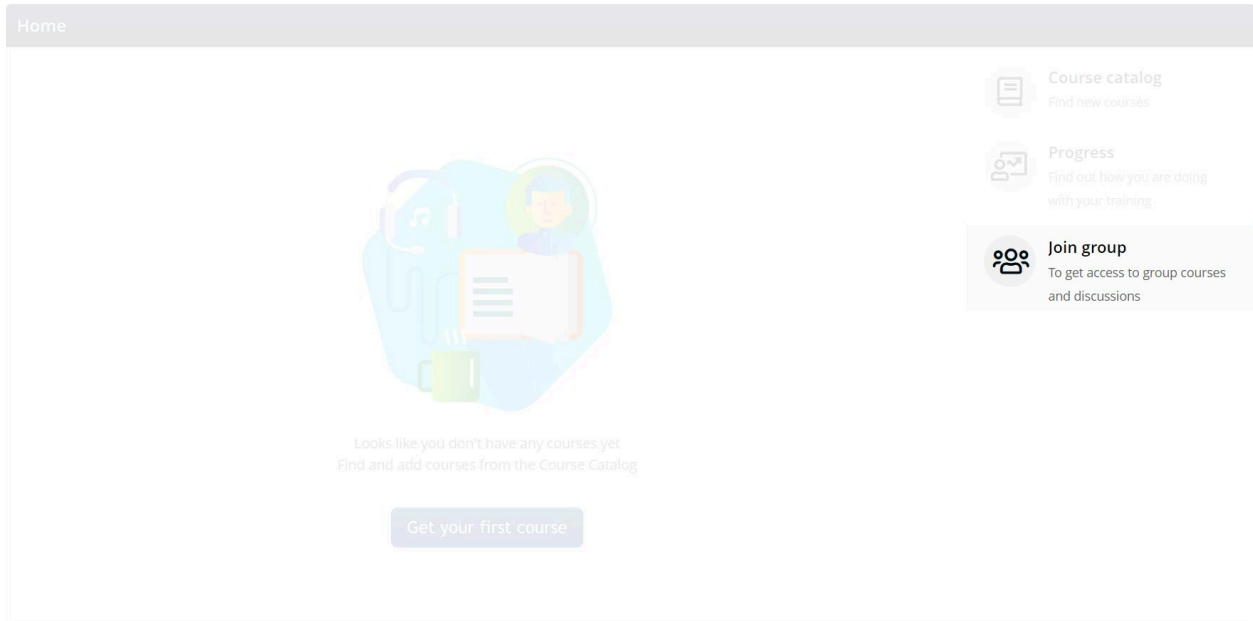 Home
Course catalog
Find new courses
Progress
Find out how you are doing
with your training
Join group
To get access to group courses
and discussions
Looks like you don't have any courses yet
Find and add courses from the Course Catalog
Get your first course